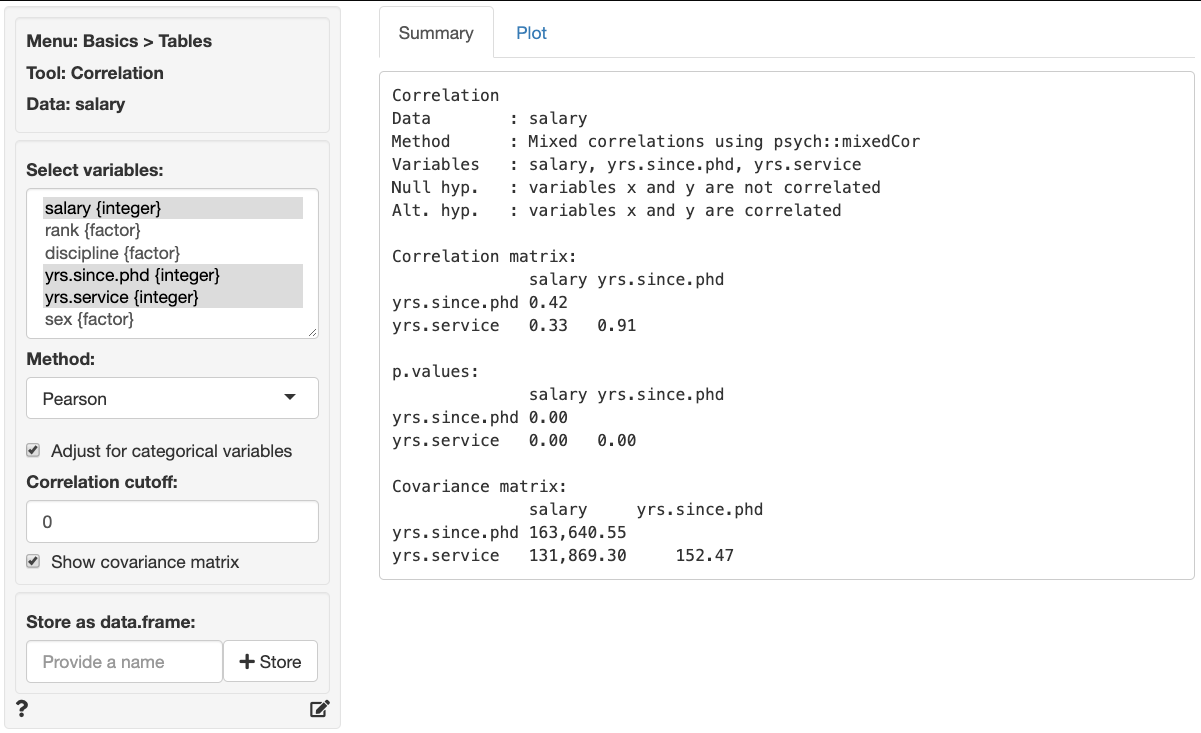 Menu: Basics > Tables
Tool: Correlation
Data: salary
Select variables:
salary {integer}
rank {factor}
discipline {factor}
yrs.since.phd {integer}
yrs.service {integer}
sex {factor}
Method:
Pearson
Adjust for categorical variables
Correlation cutoff:
0
Show covariance matrix
Store as data.frame:
Provide a name
+ Store
?
Summary Plot
Correlation
Data        : salary
Method      : Mixed correlations using psych::mixedCor
Variables   : salary, yrs.since.phd, yrs.service
Null hyp.   : variables x and y are not correlated
Alt. hyp.   : variables x and y are correlated
Correlation matrix:
              salary yrs.since.phd
yrs.since.phd 0.42
yrs.service   0.33   0.91
p.values:
              salary yrs.since.phd
yrs.since.phd 0.00
yrs.service   0.00   0.00
Covariance matrix:
              salary     yrs.since.phd
yrs.since.phd 163,640.55
yrs.service   131,869.30     152.47